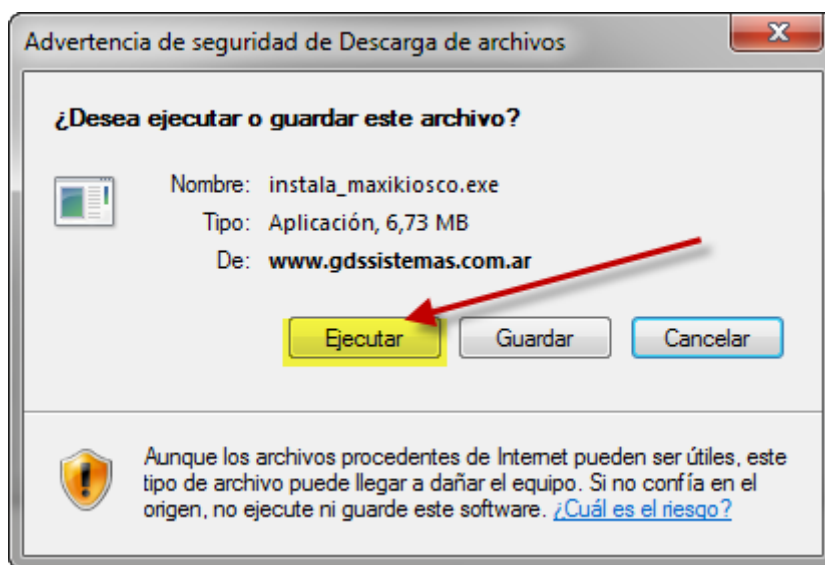 Advertencia de seguridad de Descarga de archivos
¿Desea ejecutar o guardar este archivo?
Nombre: instala_maxikiosco.exe
Tipo: Aplicación, 6,73 MB
De: www.gdssistemas.com.ar
Ejecutar Guardar Cancelar
Aunque los archivos procedentes de Internet pueden ser útiles, este
tipo de archivo puede llegar a dañar el equipo. Si no confía en el
origen, no ejecute ni guarde este software. ¿Cuál es el riesgo?